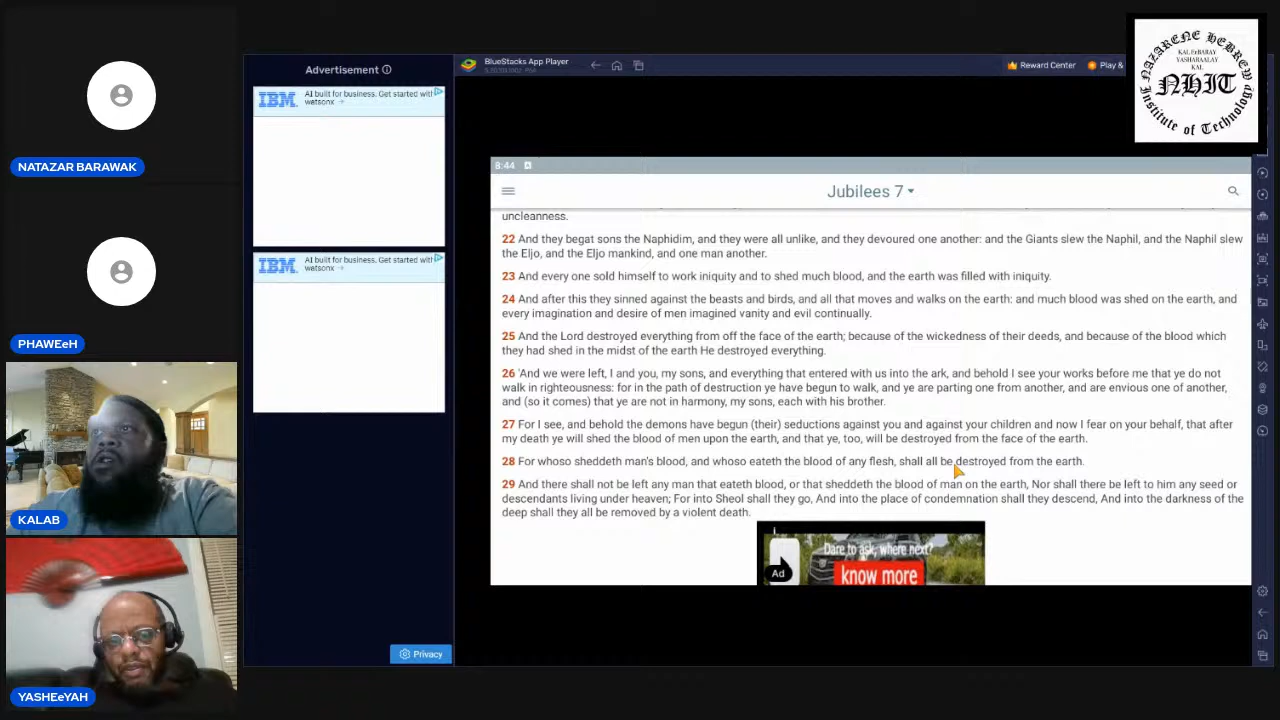 NATAZAR BARAWAK
PHAWEeH
KALAB
YASHEeYAH
Advertisement
IBM.
AI built for business. Get started with
watsonx →
IBM.
AI built for business. Get started with
watsonx →
Privacy
BlueStacks App Player
Reward Center
Play &
NAZARENE HEBREW
KAL EeBARAY
YASHARAALAY
KAL
NHIT
Institute of Technology
8:44
Jubilees 7
uncleanness.
22 And they begat sons the Naphidim, and they were all unlike, and they devoured one another: and the Giants slew the Naphil, and the Naphil slew
the Eljo, and the Eljo mankind, and one man another.
23 And every one sold himself to work iniquity and to shed much blood, and the earth was filled with iniquity.
24 And after this they sinned against the beasts and birds, and all that moves and walks on the earth: and much blood was shed on the earth, and
every imagination and desire of men imagined vanity and evil continually.
25 And the Lord destroyed everything from off the face of the earth; because of the wickedness of their deeds, and because of the blood which
they had shed in the midst of the earth He destroyed everything.
26 'And we were left, I and you, my sons, and everything that entered with us into the ark, and behold I see your works before me that ye do not
walk in righteousness: for in the path of destruction ye have begun to walk, and ye are parting one from another, and are envious one of another,
and (so it comes) that ye are not in harmony, my sons, each with his brother.
27 For I see, and behold the demons have begun (their) seductions against you and against your children and now I fear on your behalf, that after
my death ye will shed the blood of men upon the earth, and that ye, too, will be destroyed from the face of the earth.
28 For whoso sheddeth man's blood, and whoso eateth the blood of any flesh, shall all be destroyed from the earth.
29 And there shall not be left any man that eateth blood, or that sheddeth the blood of man on the earth, Nor shall there be left to him any seed or
descendants living under heaven; For into Sheol shall they go, And into the place of condemnation shall they descend, And into the darkness of the
deep shall they all be removed by a violent death.
Dare to ask, where next?
know more
Ad